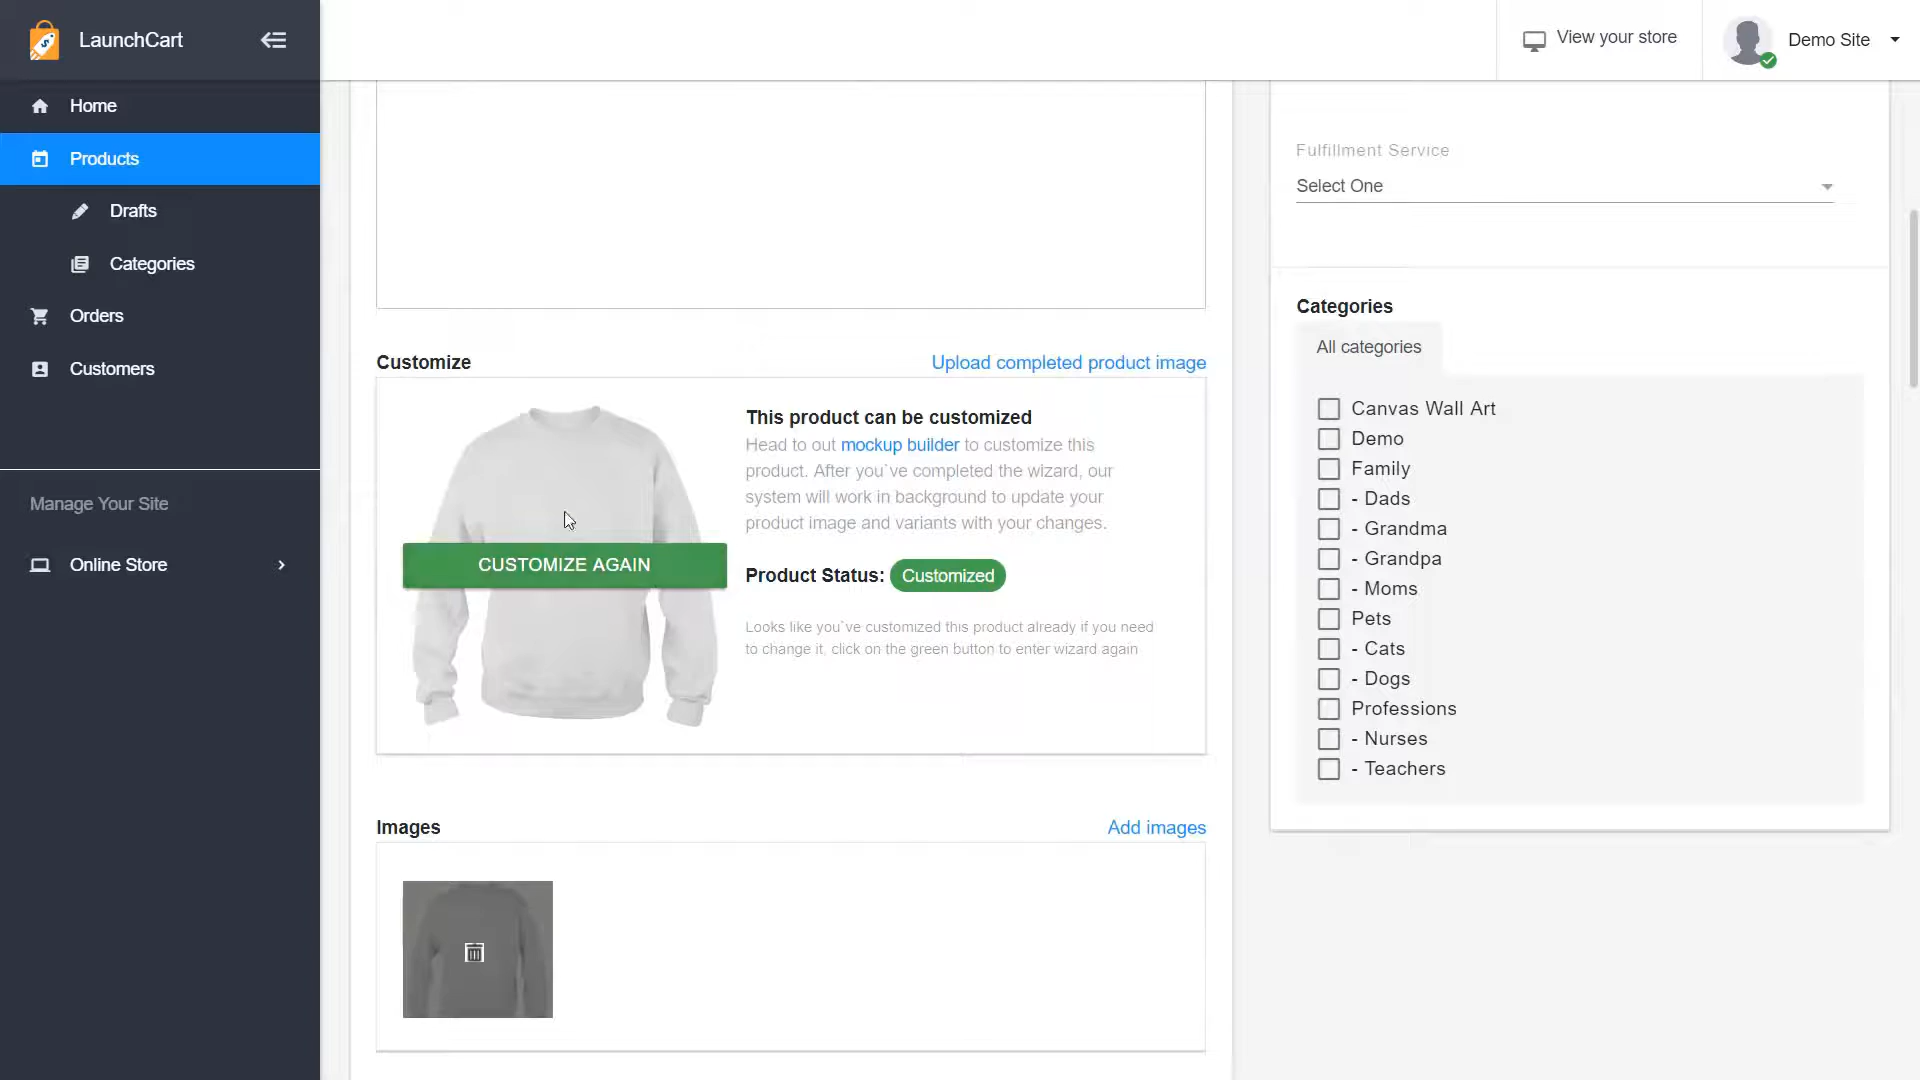 LaunchCart
View your store
Demo Site
Home
Products
Drafts
Categories
Orders
Customers
Manage Your Site
Online Store
Customize
Upload completed product image
CUSTOMIZE AGAIN
This product can be customized
Head to out mockup builder to customize this
product. After you`ve completed the wizard, our
system will work in background to update your
product image and variants with your changes.
Product Status: Customized
Looks like you`ve customized this product already if you need
to change it, click on the green button to enter wizard again
Images
Add images
Fulfillment Service
Select One
Categories
All categories
Canvas Wall Art
Demo
Family
- Dads
- Grandma
- Grandpa
- Moms
Pets
- Cats
- Dogs
Professions
- Nurses
- Teachers